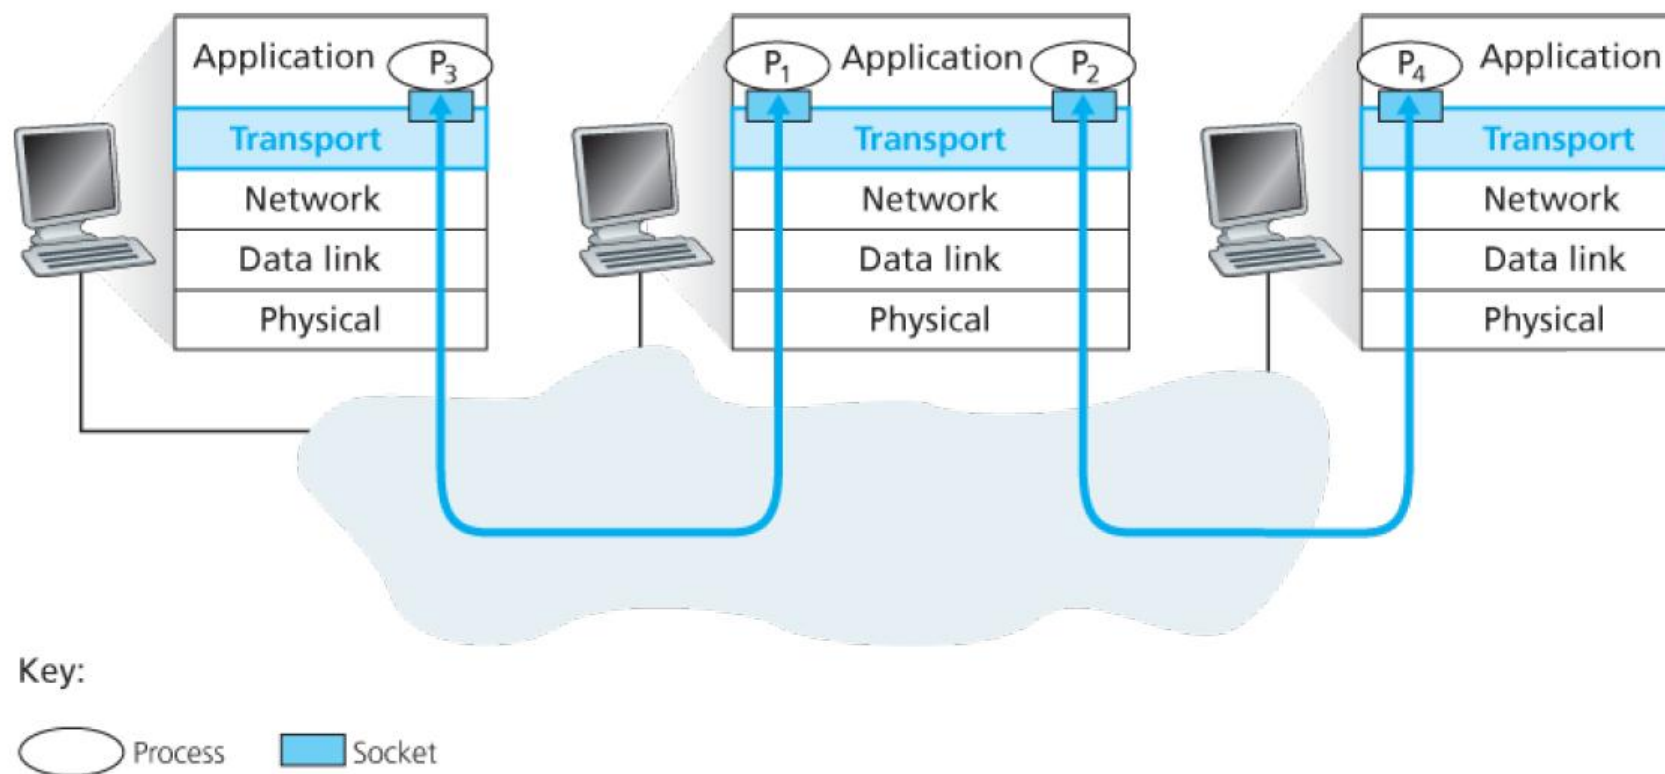 Application P3
Transport
Network
Data link
Physical
P1 Application P2
Transport
Network
Data link
Physical
P4 Application
Transport
Network
Data link
Physical
Key:
Process
Socket